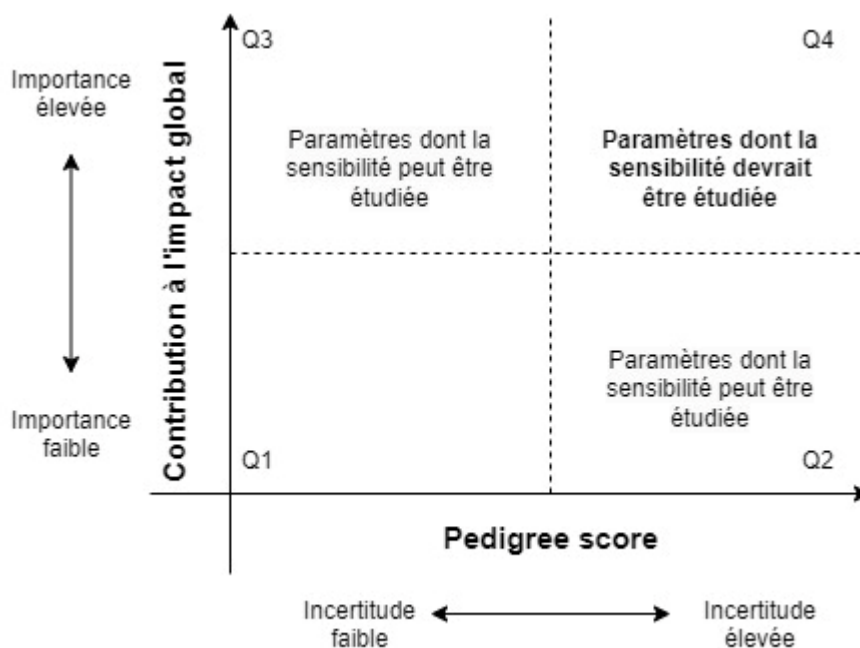 Q3
Q4
Importance
élevée
Paramètres dont la
sensibilité peut être
étudiée
Paramètres dont la
sensibilité devrait
être étudiée
Contribution à l'impact global
Paramètres dont la
sensibilité peut être
étudiée
Importance
faible
Q1
Q2
Pedigree score
Incertitude
faible
Incertitude
élevée